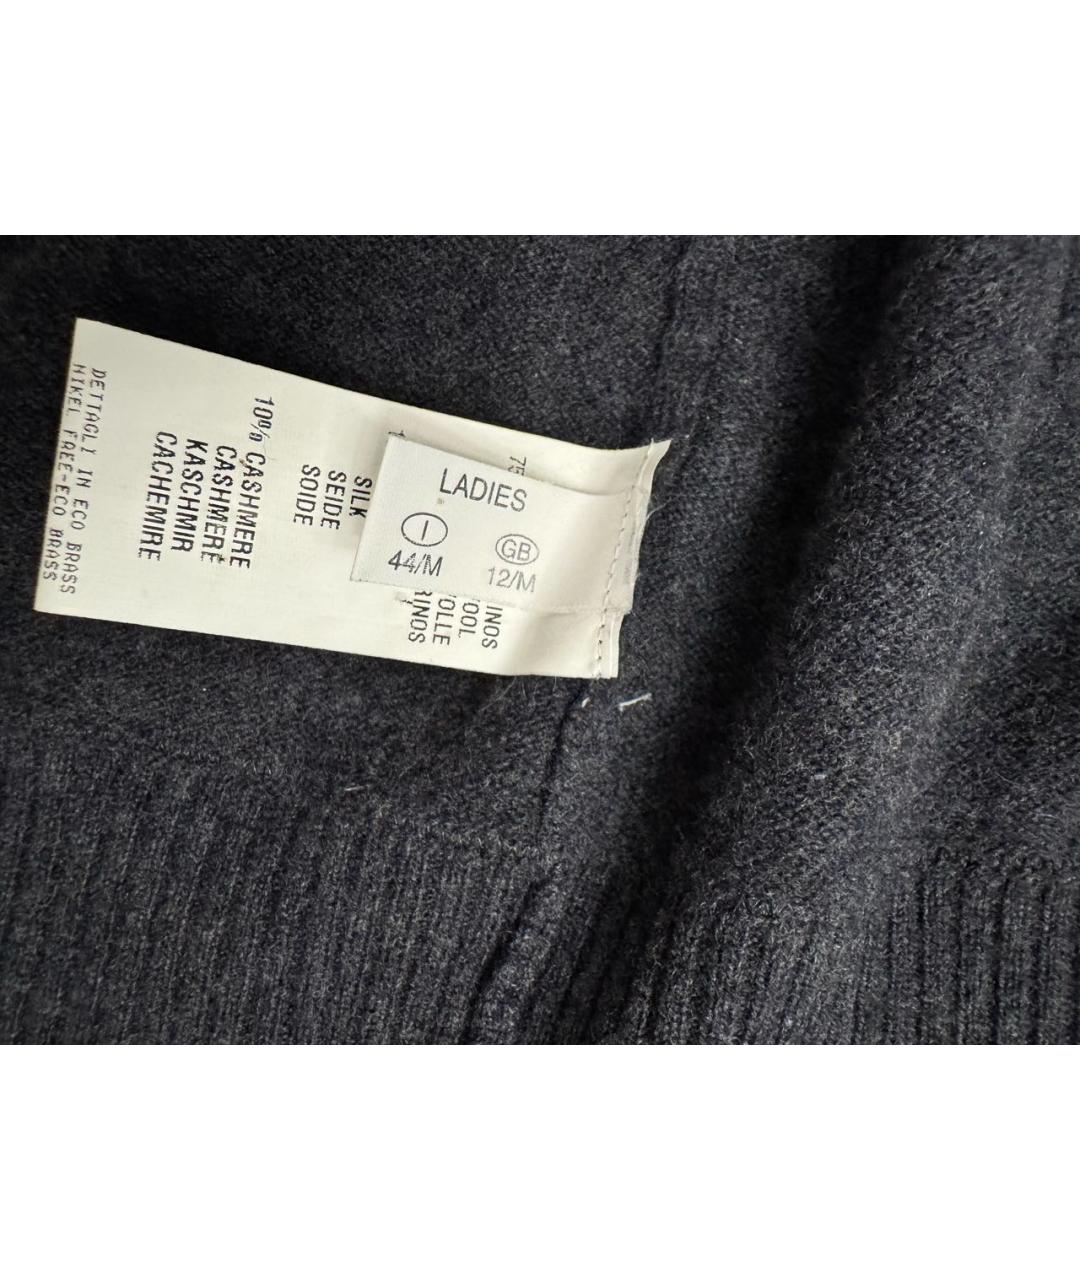 LADIES
I GB
44/M 12/M
75
INOS
OOL
OLLE
RINOS
SILK
SEIDE
SOIDE
10% CASHMERE
CASHMERE
KASCHMIR
CACHEMIRE
DETTAGLI IN ECO BRASS
NIKEL FREE-ECO BRASS